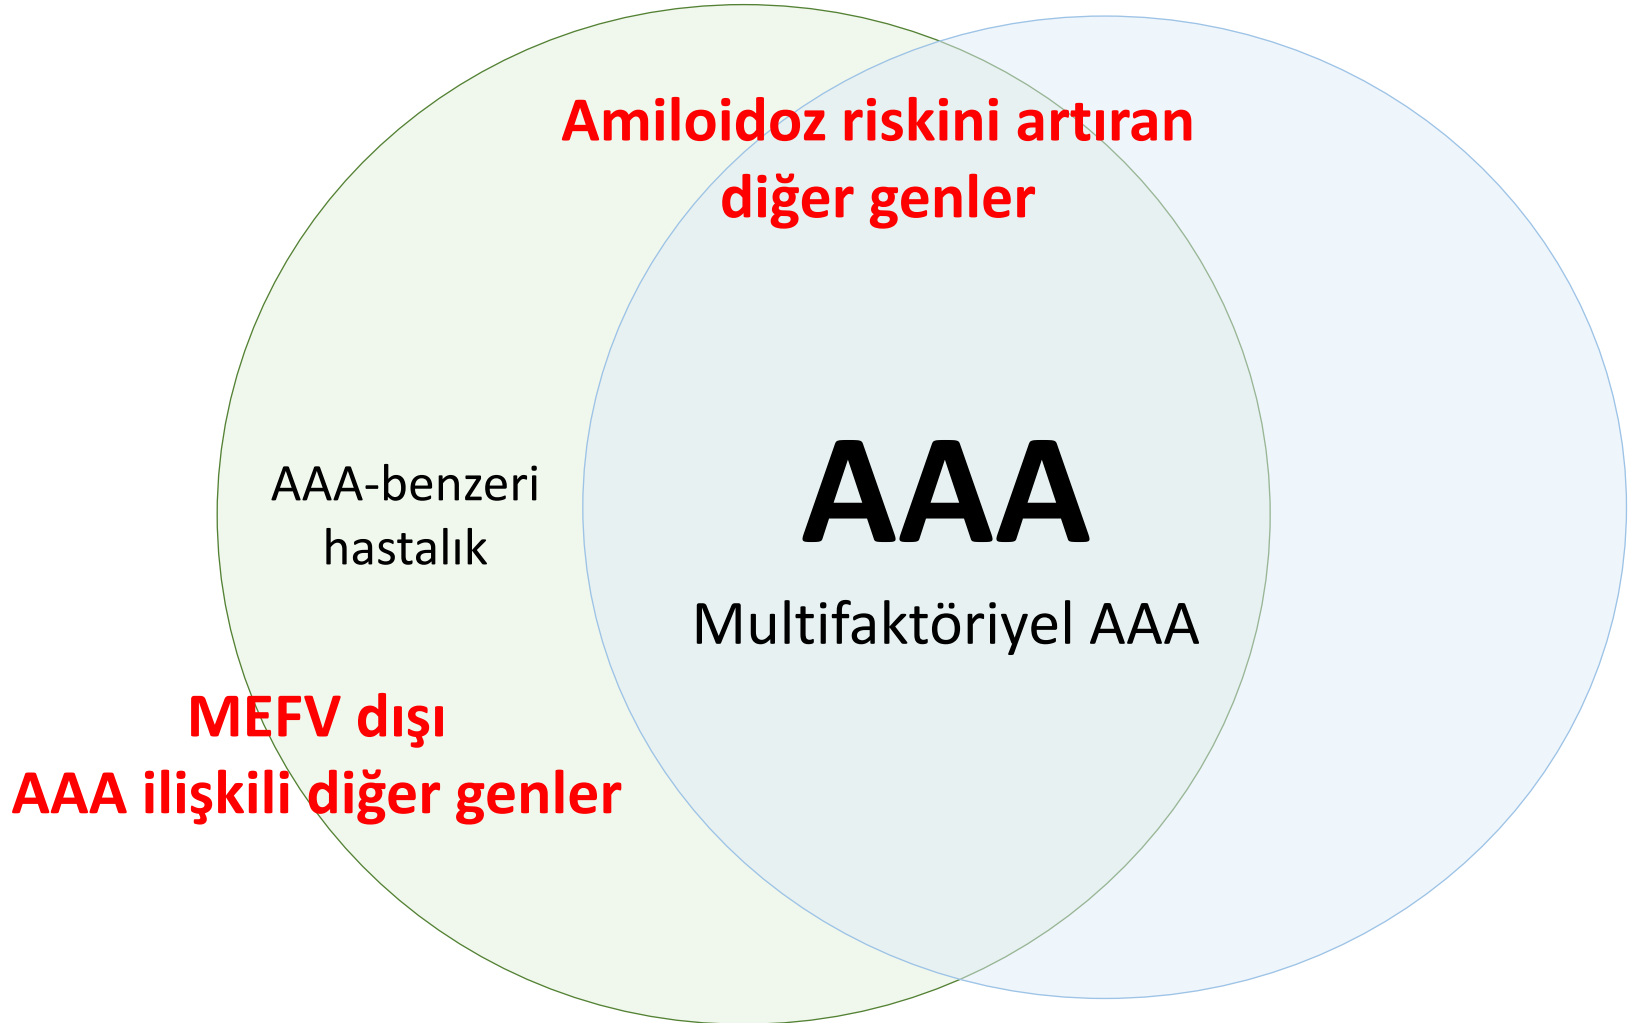 Amiloidoz riskini artıran
diğer genler
AAA
AAA-benzeri
hastalık
Multifaktöriyel AAA
MEFV dışı
AAA ilişkili diğer genler